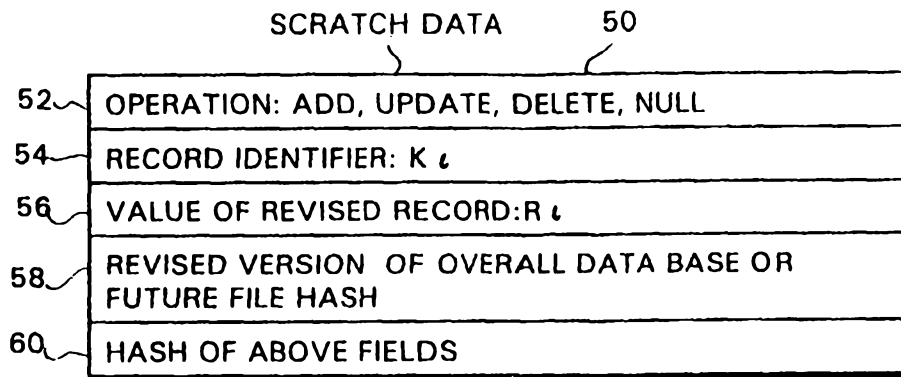 SCRATCH DATA 50
52 OPERATION: ADD, UPDATE, DELETE, NULL
54 RECORD IDENTIFIER: K i
56 VALUE OF REVISED RECORD:R i
58 REVISED VERSION OF OVERALL DATA BASE OR
FUTURE FILE HASH
60 HASH OF ABOVE FIELDS